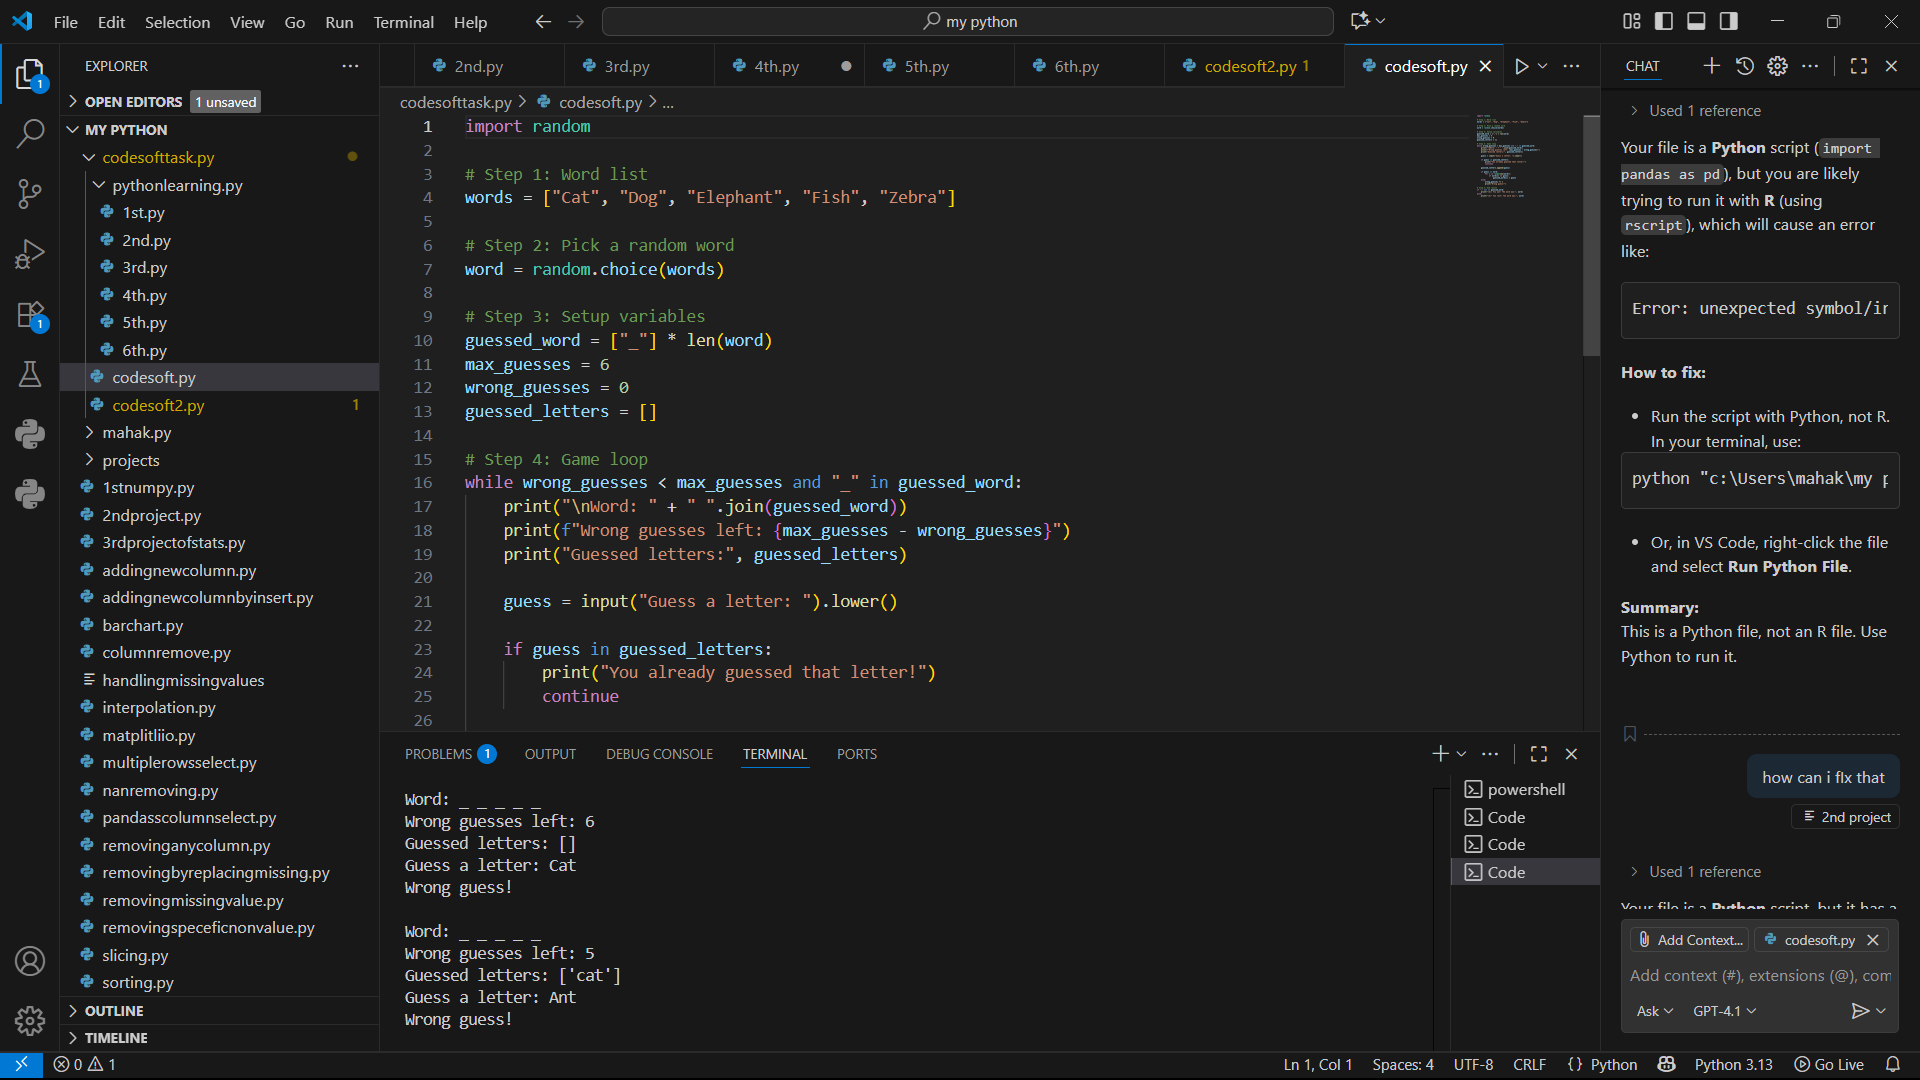 File Edit Selection View Go Run Terminal Help
my python
EXPLORER
OPEN EDITORS 1 unsaved
MY PYTHON
codesofttask.py
pythonlearning.py
1st.py
2nd.py
3rd.py
4th.py
5th.py
6th.py
codesoft.py
codesoft2.py 1
mahak.py
projects
1stnumpy.py
2ndproject.py
3rdprojectofstats.py
addingnewcolumn.py
addingnewcolumnbyinsert.py
barchart.py
columnremove.py
handlingmissingvalues
interpolation.py
matplitliio.py
multiplerowsselect.py
nanremoving.py
pandasscolumnselect.py
removinganycolumn.py
removingbyreplacingmissing.py
removingmissingvalue.py
removingspeceficnonvalue.py
slicing.py
sorting.py
OUTLINE
TIMELINE
1
1
2nd.py 3rd.py 4th.py 5th.py 6th.py codesoft2.py 1 codesoft.py
codesofttask.py > codesoft.py > ...
1 import random
2
3 # Step 1: Word list
4 words = ["Cat", "Dog", "Elephant", "Fish", "Zebra"]
5
6 # Step 2: Pick a random word
7 word = random.choice(words)
8
9 # Step 3: Setup variables
10 guessed_word = ["_"] * len(word)
11 max_guesses = 6
12 wrong_guesses = 0
13 guessed_letters = []
14
15 # Step 4: Game loop
16 while wrong_guesses < max_guesses and "_" in guessed_word:
17 print("\nWord: " + " ".join(guessed_word))
18 print(f"Wrong guesses left: {max_guesses - wrong_guesses}")
19 print("Guessed letters:", guessed_letters)
20
21 guess = input("Guess a letter: ").lower()
22
23 if guess in guessed_letters:
24 print("You already guessed that letter!")
25 continue
26
PROBLEMS 1 OUTPUT DEBUG CONSOLE TERMINAL PORTS
Word: _ _ _ _ _
Wrong guesses left: 6
Guessed letters: []
Guess a letter: Cat
Wrong guess!
Word: _ _ _ _ _
Wrong guesses left: 5
Guessed letters: ['cat']
Guess a letter: Ant
Wrong guess!
powershell
Code
Code
Code
CHAT
Used 1 reference
Your file is a Python script (import
pandas as pd), but you are likely
trying to run it with R (using
rscript), which will cause an error
like:
Error: unexpected symbol/ir
How to fix:
• Run the script with Python, not R.
In your terminal, use:
python "c:\Users\mahak\my p
• Or, in VS Code, right-click the file
and select Run Python File.
Summary:
This is a Python file, not an R file. Use
Python to run it.
how can i fIx that
2nd project
Used 1 reference
Your file is a Python script, but it has a
Add Context... codesoft.py
Add context (#), extensions (@), com
Ask GPT-4.1
0 1
Ln 1, Col 1 Spaces: 4 UTF-8 CRLF {} Python Python 3.13 Go Live